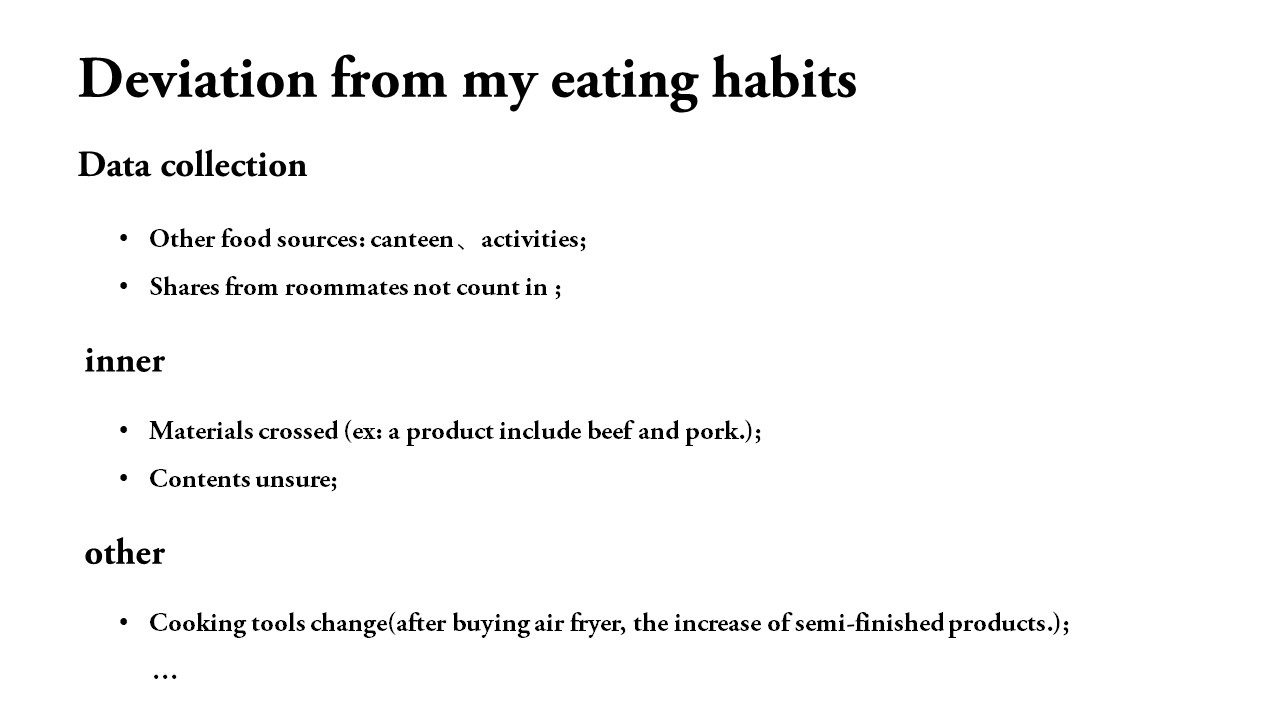 Deviation from my eating habits
Data collection
• Other food sources: canteen、activities;
• Shares from roommates not count in ;
inner
• Materials crossed (ex: a product include beef and pork.);
• Contents unsure;
other
• Cooking tools change(after buying air fryer, the increase of semi-finished products.);
…